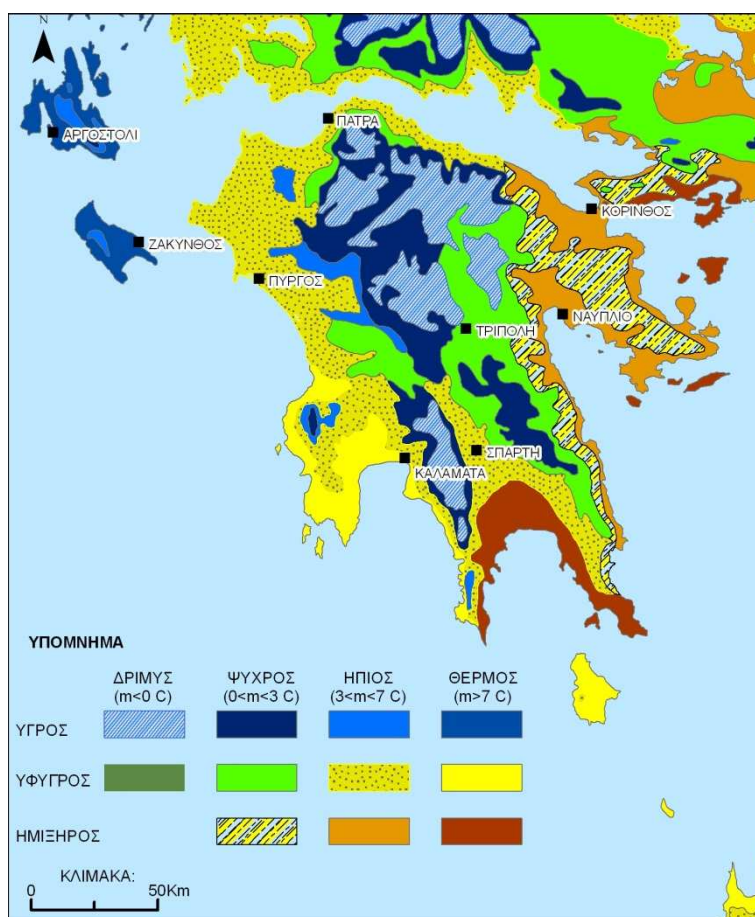 N
ΠΑΤΡΑ
ΑΡΓΟΣΤΟΛΙ
ΚΟΡΙΝΘΟΣ
ΖΑΚΥΝΘΟΣ
ΠΥΡΓΟΣ
ΝΑΥΠΛΙΟ
ΤΡΙΠΟΛΗ
ΣΠΑΡΤΗ
ΚΑΛΑΜΑΤΑ
ΥΠΟΜΝΗΜΑ
ΔΡΙΜΥΣ ΨΥΧΡΟΣ ΗΠΙΟΣ ΘΕΡΜΟΣ
(m<0 C) (0<m<3 C) (3<m<7 C) (m>7 C)
ΥΓΡΟΣ
ΥΦΥΓΡΟΣ
ΗΜΙΞΗΡΟΣ
ΚΛΙΜΑΚΑ:
0 50Km